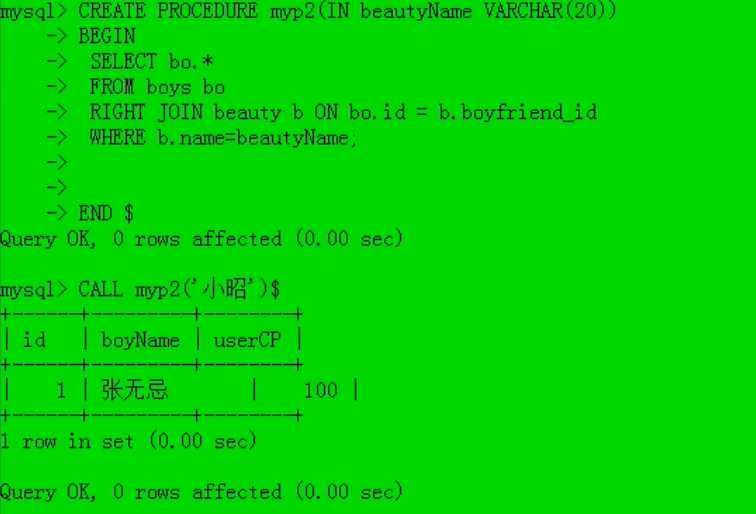 mysql> CREATE PROCEDURE myp2(IN beautyName VARCHAR(20))
    -> BEGIN
    ->  SELECT bo.*
    ->  FROM boys bo
    ->  RIGHT JOIN beauty b ON bo.id = b.boyfriend_id
    ->  WHERE b.name=beautyName;
    ->
    ->
    -> END $
Query OK, 0 rows affected (0.00 sec)

mysql> CALL myp2('小昭')$
+------+---------+--------+
| id   | boyName | userCP |
+------+---------+--------+
|    1 | 张无忌        |    100 |
+------+---------+--------+
1 row in set (0.00 sec)

Query OK, 0 rows affected (0.00 sec)